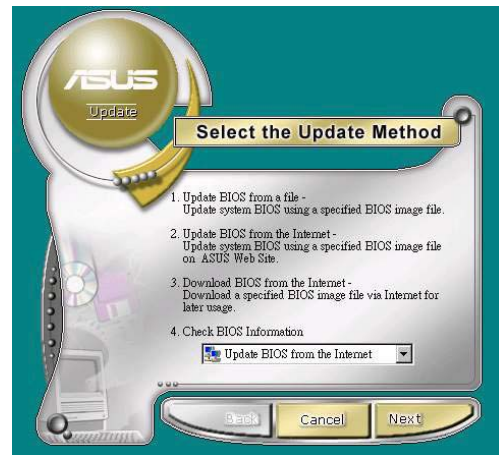 ASUS
Update
Select the Update Method
1. Update BIOS from a file -
Update system BIOS using a specified BIOS image file.
2. Update BIOS from the Internet -
Update system BIOS using a specified BIOS image file
on ASUS Web Site.
3. Download BIOS from the Internet -
Download a specified BIOS image file via Internet for
later usage.
4. Check BIOS Information
Update BIOS from the Internet
Back
Cancel
Next